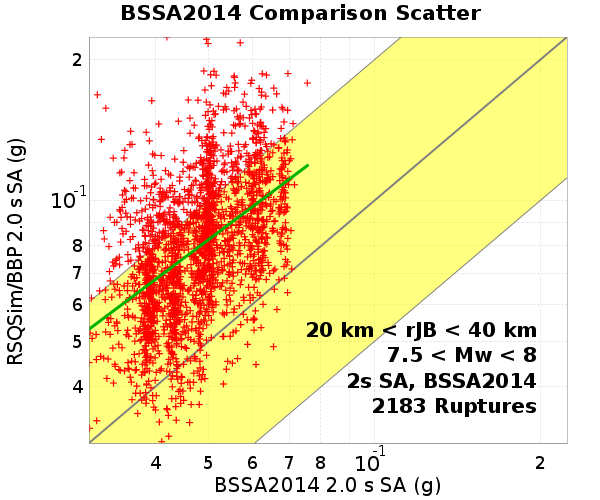 BSSA2014 Comparison Scatter
RSQSim/BBP 2.0 s SA (g)
2
10-1
8
7
6
5
4
20 km < rJB < 40 km
7.5 < Mw < 8
2s SA, BSSA2014
2183 Ruptures
4 5 6 7 8 10-1 2
BSSA2014 2.0 s SA (g)